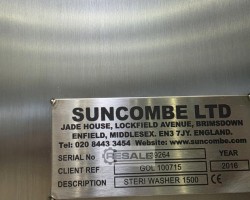 SUNCOMBE LTD
JADE HOUSE, LOCKFIELD AVENUE, BRIMSDOWN
ENFIELD, MIDDLESEX. EN3 7JY. ENGLAND.
Tel: 020 8443 3454 Website: www.suncombe.com
SERIAL No 9264 YEAR
CLIENT REF GOL 100715 2016
DESCRIPTION STERI WASHER 1500 CE
RESALE